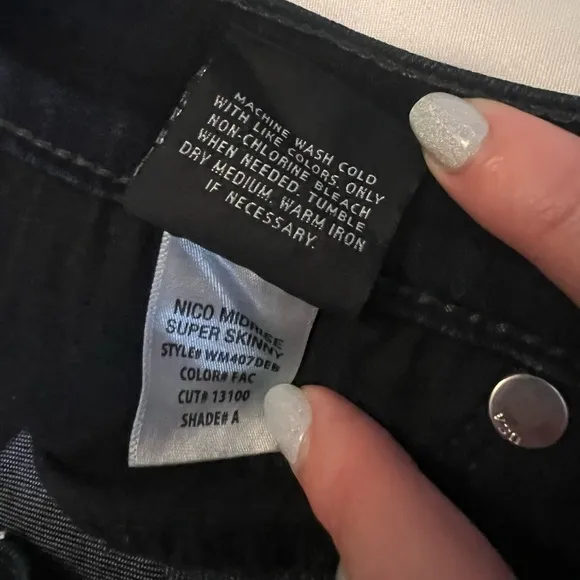 MACHINE WASH COLD
WITH LIKE COLORS. ONLY
NON-CHLORINE BLEACH
WHEN NEEDED. TUMBLE
DRY MEDIUM. WARM IRON
IF NECESSARY.
NICO MIDRISE
SUPER SKINNY
STYLE# WM407DEB
COLOR# FAC
CUT# 13100
SHADE# A